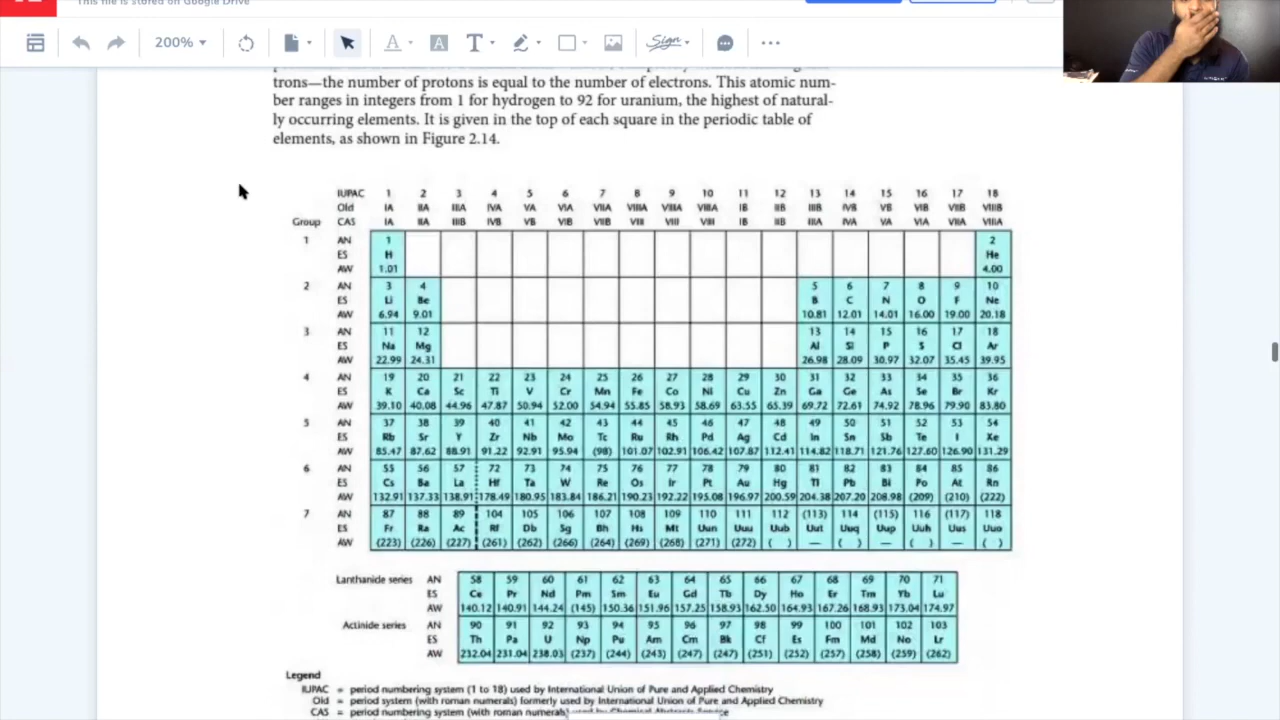 This file is stored on Google Drive
200%
Sign
trons—the number of protons is equal to the number of electrons. This atomic num-
ber ranges in integers from 1 for hydrogen to 92 for uranium, the highest of natural-
ly occurring elements. It is given in the top of each square in the periodic table of
elements, as shown in Figure 2.14.
IUPAC 1 2 3 4 5 6 7 8 9 10 11 12 13 14 15 16 17 18
Old IA IIA IIIA IVA VA VIA VIIA VIIIA VIIIA VIIIA IB IIB IIIB IVB VB VIB VIIB VIIIB
Group CAS IA IIA IIIB IVB VB VIB VIIB VIII VIII VIII IB IIB IIIA IVA VA VIA VIIA VIIIA
1 AN 1 2
ES H He
AW 1.01 4.00
2 AN 3 4 5 6 7 8 9 10
ES Li Be B C N O F Ne
AW 6.94 9.01 10.81 12.01 14.01 16.00 19.00 20.18
3 AN 11 12 13 14 15 16 17 18
ES Na Mg Al Si P S Cl Ar
AW 22.99 24.31 26.98 28.09 30.97 32.07 35.45 39.95
4 AN 19 20 21 22 23 24 25 26 27 28 29 30 31 32 33 34 35 36
ES K Ca Sc Ti V Cr Mn Fe Co Ni Cu Zn Ga Ge As Se Br Kr
AW 39.10 40.08 44.96 47.87 50.94 52.00 54.94 55.85 58.93 58.69 63.55 65.39 69.72 72.61 74.92 78.96 79.90 83.80
5 AN 37 38 39 40 41 42 43 44 45 46 47 48 49 50 51 52 53 54
ES Rb Sr Y Zr Nb Mo Tc Ru Rh Pd Ag Cd In Sn Sb Te I Xe
AW 85.47 87.62 88.91 91.22 92.91 95.94 (98) 101.07 102.91 106.42 107.87 112.41 114.82 118.71 121.76 127.60 126.90 131.29
6 AN 55 56 57 72 73 74 75 76 77 78 79 80 81 82 83 84 85 86
ES Cs Ba La Hf Ta W Re Os Ir Pt Au Hg Tl Pb Bi Po At Rn
AW 132.91 137.33 138.91 178.49 180.95 183.84 186.21 190.23 192.22 195.08 196.97 200.59 204.38 207.20 208.98 (209) (210) (222)
7 AN 87 88 89 104 105 106 107 108 109 110 111 112 (113) 114 (115) 116 (117) 118
ES Fr Ra Ac Rf Db Sg Bh Hs Mt Uun Uuu Uub Uut Uuq Uup Uuh Uus Uuo
AW (223) (226) (227) (261) (262) (266) (264) (269) (268) (271) (272) ( ) — ( ) — ( ) — ( )
Lanthanide series AN 58 59 60 61 62 63 64 65 66 67 68 69 70 71
ES Ce Pr Nd Pm Sm Eu Gd Tb Dy Ho Er Tm Yb Lu
AW 140.12 140.91 144.24 (145) 150.36 151.96 157.25 158.93 162.50 164.93 167.26 168.93 173.04 174.97
Actinide series AN 90 91 92 93 94 95 96 97 98 99 100 101 102 103
ES Th Pa U Np Pu Am Cm Bk Cf Es Fm Md No Lr
AW 232.04 231.04 238.03 (237) (244) (243) (247) (247) (251) (252) (257) (258) (259) (262)
Legend
IUPAC = period numbering system (1 to 18) used by International Union of Pure and Applied Chemistry
Old = period system (with roman numerals) formerly used by International Union of Pure and Applied Chemistry
CAS = period numbering system (with roman numerals) used by Chemical Abstracts Service